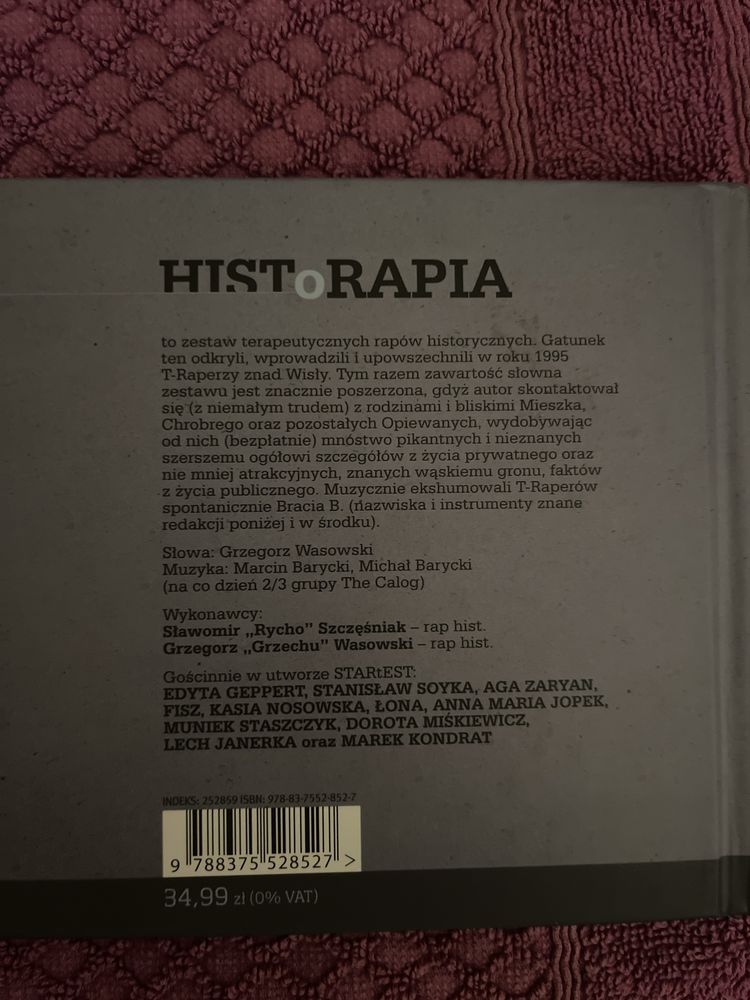 HISToRAPIA
to zestaw terapeutycznych rapów historycznych. Gatunek
ten odkryli, wprowadzili i upowszechnili w roku 1995
T-Raperzy znad Wisły. Tym razem zawartość słowna
zestawu jest znacznie poszerzona, gdyż autor skontaktował
się (z niemałym trudem) z rodzinami i bliskimi Mieszka,
Chrobrego oraz pozostałych Opiewanych, wydobywając
od nich (bezpłatnie) mnóstwo pikantnych i nieznanych
szerszemu ogółowi szczegółów z życia prywatnego oraz
nie mniej atrakcyjnych, znanych wąskiemu gronu, faktów
z życia publicznego. Muzycznie ekshumowali T-Raperów
spontanicznie Bracia B. (nazwiska i instrumenty znane
redakcji poniżej i w środku).
Słowa: Grzegorz Wasowski
Muzyka: Marcin Barycki, Michał Barycki
(na co dzień 2/3 grupy The Calog)
Wykonawcy:
Sławomir „Rycho” Szczęśniak – rap hist.
Grzegorz „Grzechu” Wasowski – rap hist.
Gościnnie w utworze STARtEST:
EDYTA GEPPERT, STANISŁAW SOYKA, AGA ZARYAN,
FISZ, KASIA NOSOWSKA, ŁONA, ANNA MARIA JOPEK,
MUNIEK STASZCZYK, DOROTA MIŚKIEWICZ,
LECH JANERKA oraz MAREK KONDRAT
INDEKS: 252859 ISBN: 978-83-7552-852-7
9 788375 528527 >
34,99 zł (0% VAT)